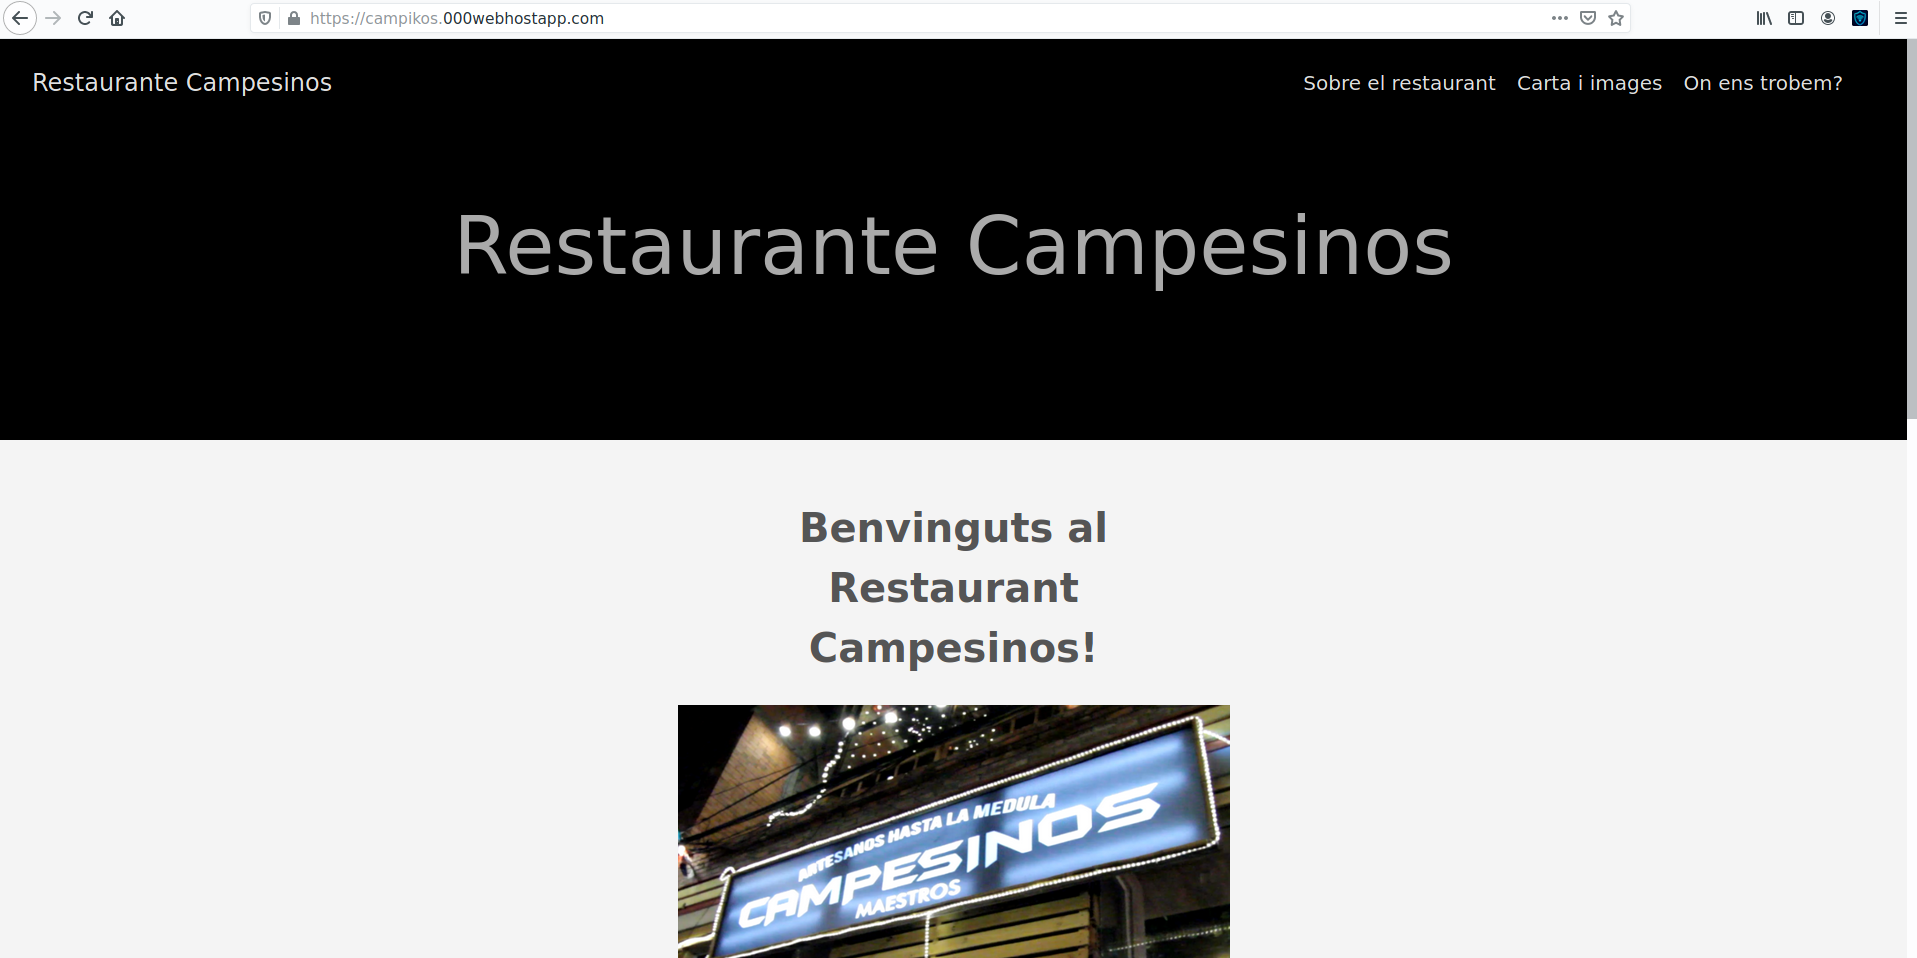 https://campikos.000webhostapp.com
Restaurante Campesinos
Sobre el restaurant Carta i images On ens trobem?
Restaurante Campesinos
Benvinguts al
Restaurant
Campesinos!
ARTESANOS HASTA LA MEDULA
CAMPESINOS
MAESTROS